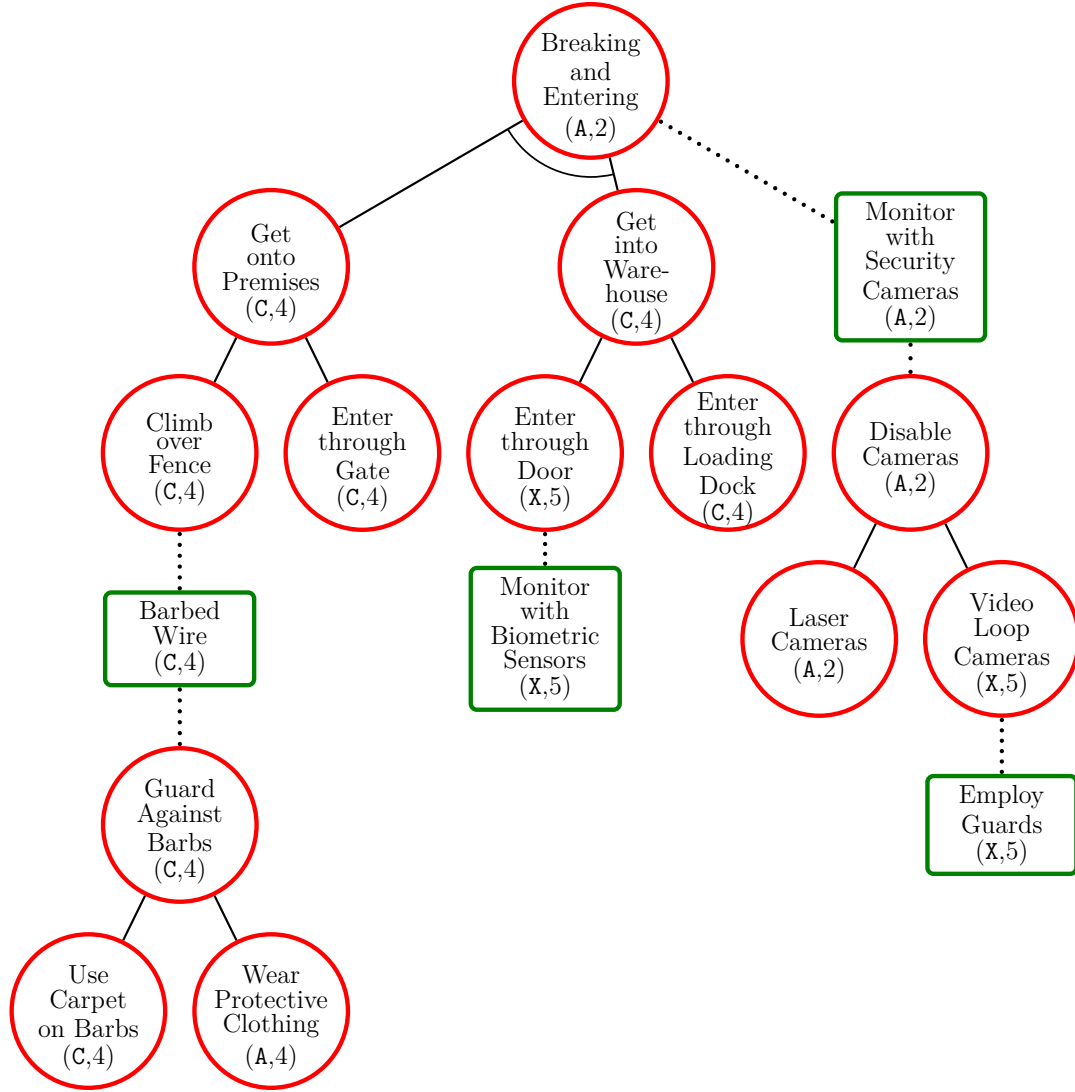 Breaking
and
Entering
(A,2)
Get
onto
Premises
(C,4)
Get
into
Ware-
house
(C,4)
Monitor
with
Security
Cameras
(A,2)
Climb
over
Fence
(C,4)
Enter
through
Gate
(C,4)
Enter
through
Door
(X,5)
Enter
through
Loading
Dock
(C,4)
Disable
Cameras
(A,2)
Barbed
Wire
(C,4)
Monitor
with
Biometric
Sensors
(X,5)
Laser
Cameras
(A,2)
Video
Loop
Cameras
(X,5)
Guard
Against
Barbs
(C,4)
Employ
Guards
(X,5)
Use
Carpet
on Barbs
(C,4)
Wear
Protective
Clothing
(A,4)